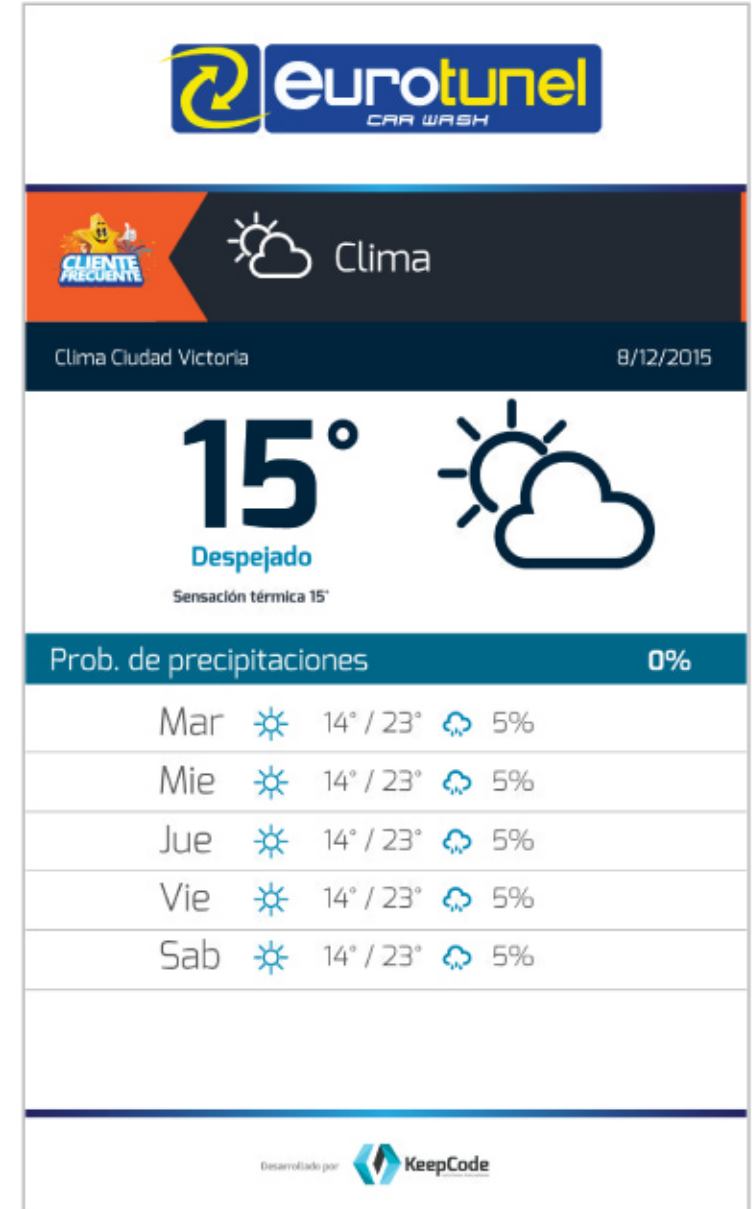 eurotunel
CAR WASH
CLIENTE
FRECUENTE
Clima
Clima Ciudad Victoria 8/12/2015
15°
Despejado
Sensación térmica 15°
Prob. de precipitaciones 0%
Mar 14° / 23° 5%
Mie 14° / 23° 5%
Jue 14° / 23° 5%
Vie 14° / 23° 5%
Sab 14° / 23° 5%
Desarrollado por KeepCode